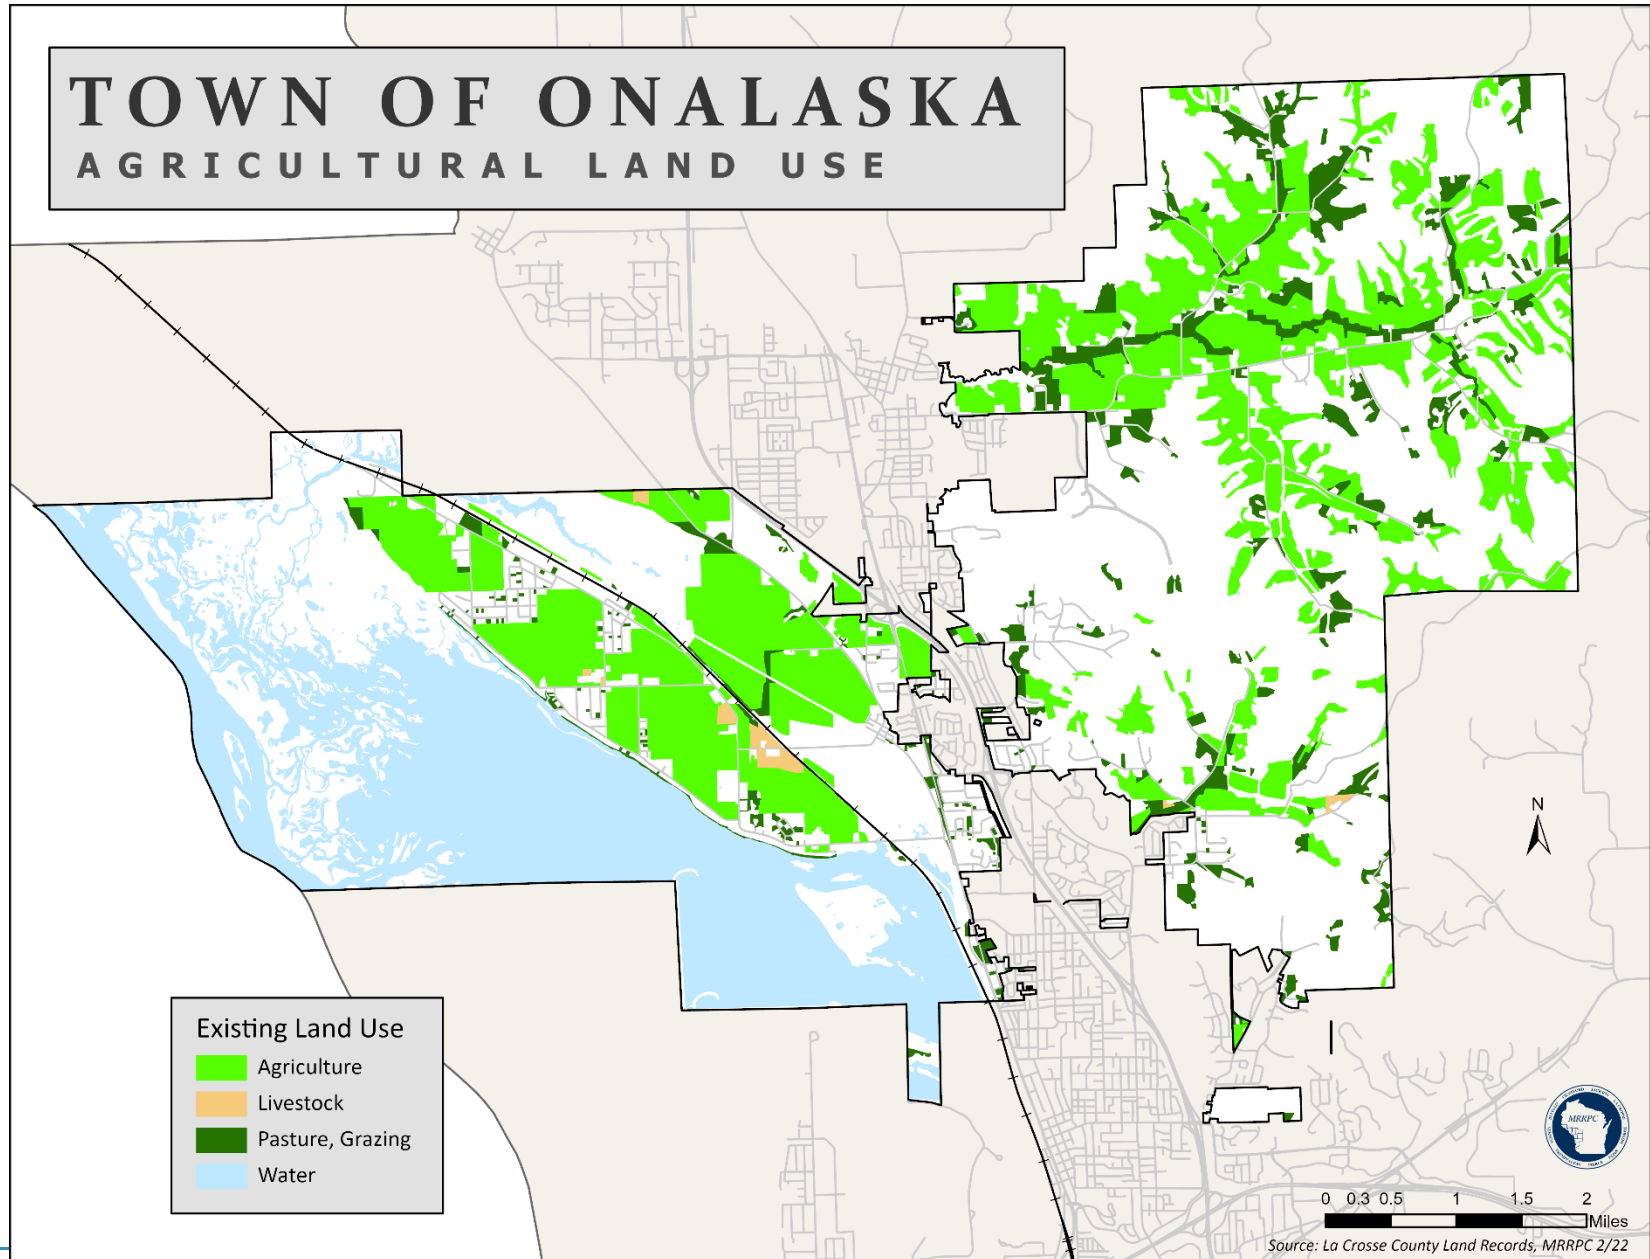 TOWN OF ONALASKA
AGRICULTURAL LAND USE
N
Existing Land Use
Agriculture
Livestock
Pasture, Grazing
Water
MRRPC
0 0.3 0.5 1 1.5 2
Miles
Source: La Crosse County Land Records, MRRPC 2/22